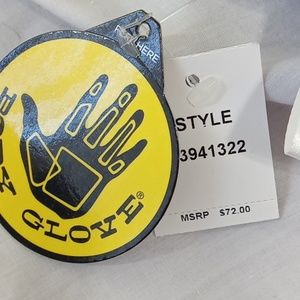 HERE
GLOVE®
STYLE
3941322
MSRP $72.00